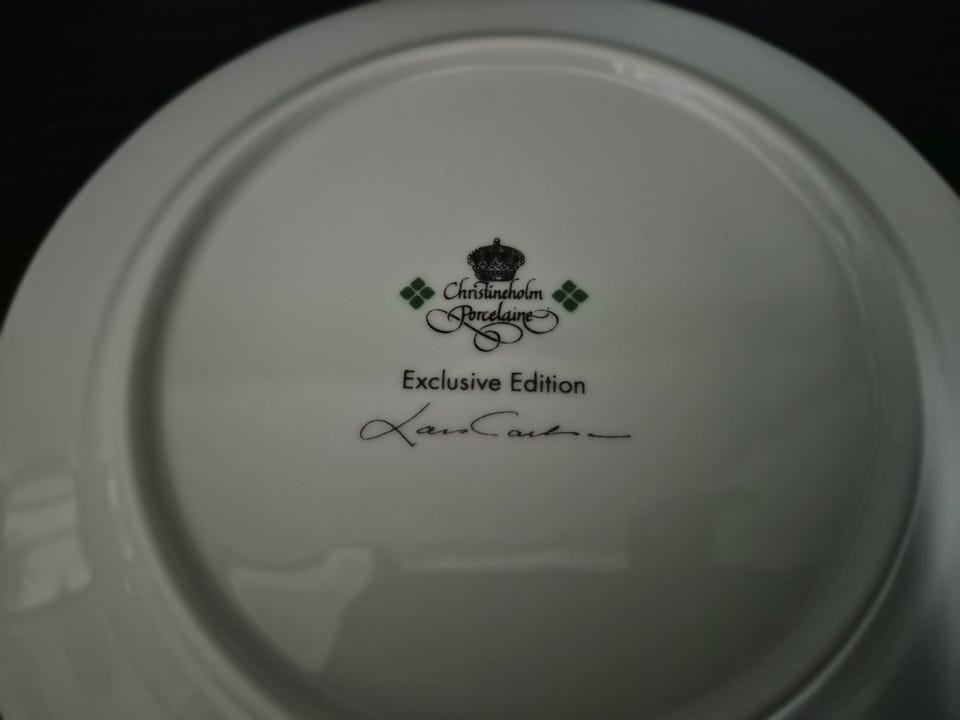 Christineholm
Porcelaine
Exclusive Edition